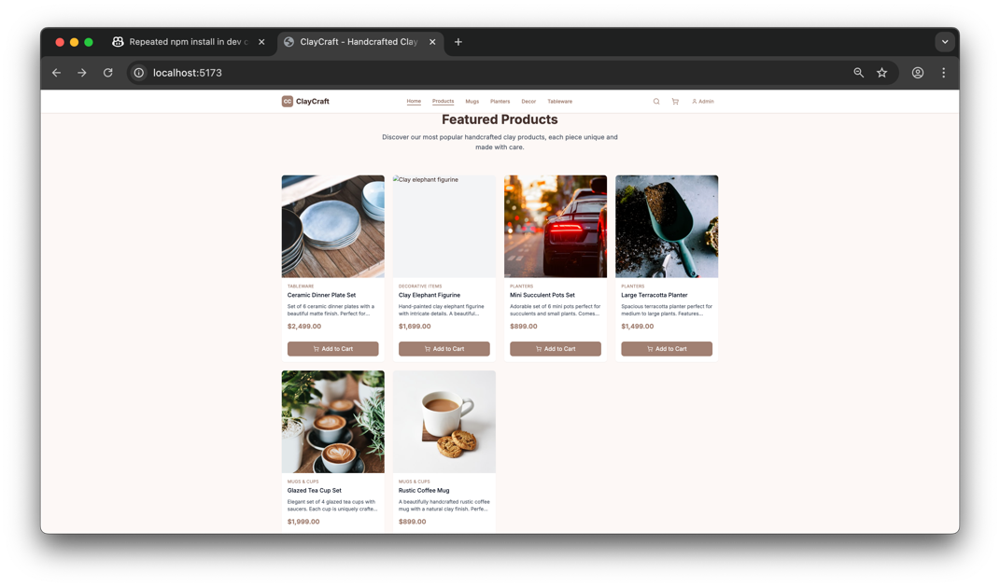 Repeated npm install in dev c
ClayCraft - Handcrafted Clay
localhost:5173
CC ClayCraft
Home Products Mugs Planters Decor Tableware
Admin
Featured Products
Discover our most popular handcrafted clay products, each piece unique and
made with care.
Clay elephant figurine
TABLEWARE
Ceramic Dinner Plate Set
Set of 6 ceramic dinner plates with a
beautiful matte finish. Perfect for...
$2,499.00
Add to Cart
DECORATIVE ITEMS
Clay Elephant Figurine
Hand-painted clay elephant figurine
with intricate details. A beautiful...
$1,699.00
Add to Cart
PLANTERS
Mini Succulent Pots Set
Adorable set of 6 mini pots perfect for
succulents and small plants. Comes...
$899.00
Add to Cart
PLANTERS
Large Terracotta Planter
Spacious terracotta planter perfect for
medium to large plants. Features...
$1,499.00
Add to Cart
MUGS & CUPS
Glazed Tea Cup Set
Elegant set of 4 glazed tea cups with
saucers. Each cup is uniquely crafte...
$1,999.00
MUGS & CUPS
Rustic Coffee Mug
A beautifully handcrafted rustic coffee
mug with a natural clay finish. Perfe...
$899.00